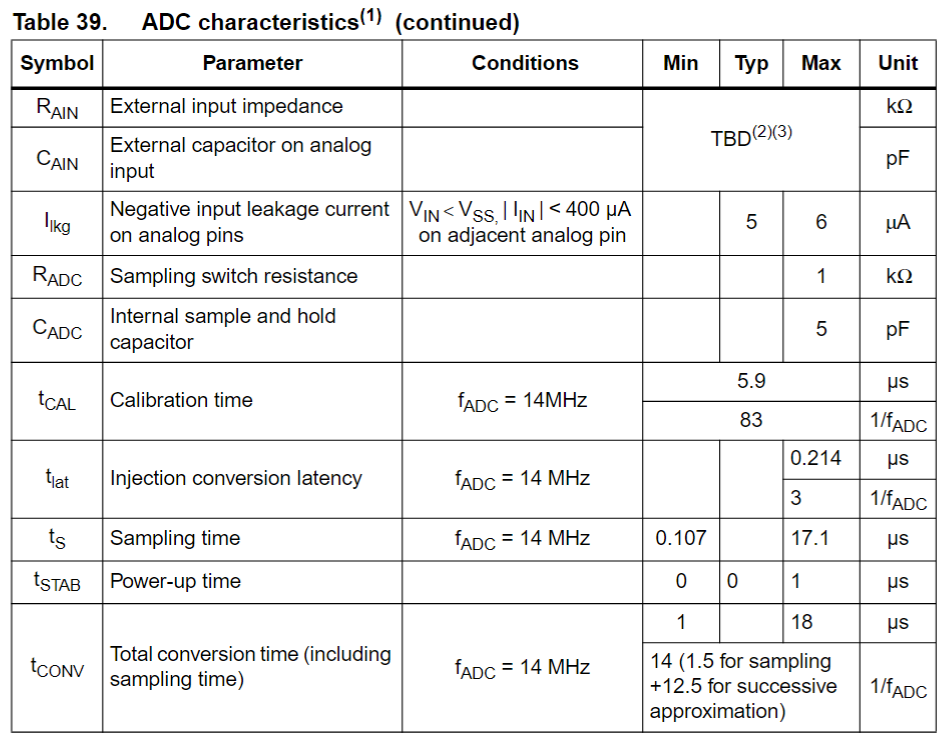 Table 39. ADC characteristics(1) (continued)
Symbol Parameter Conditions Min Typ Max Unit
RAIN External input impedance TBD(2)(3) kΩ
CAIN External capacitor on analog
input pF
Ilkg Negative input leakage current
on analog pins VIN < VSS, | IIN | < 400 µA
on adjacent analog pin 5 6 µA
RADC Sampling switch resistance 1 kΩ
CADC Internal sample and hold
capacitor 5 pF
tCAL Calibration time fADC = 14MHz 5.9 µs
83 1/fADC
tlat Injection conversion latency fADC = 14 MHz 0.214 µs
3 1/fADC
tS Sampling time fADC = 14 MHz 0.107 17.1 µs
tSTAB Power-up time 0 0 1 µs
tCONV Total conversion time (including
sampling time) fADC = 14 MHz 1 18 µs
14 (1.5 for sampling
+12.5 for successive
approximation) 1/fADC